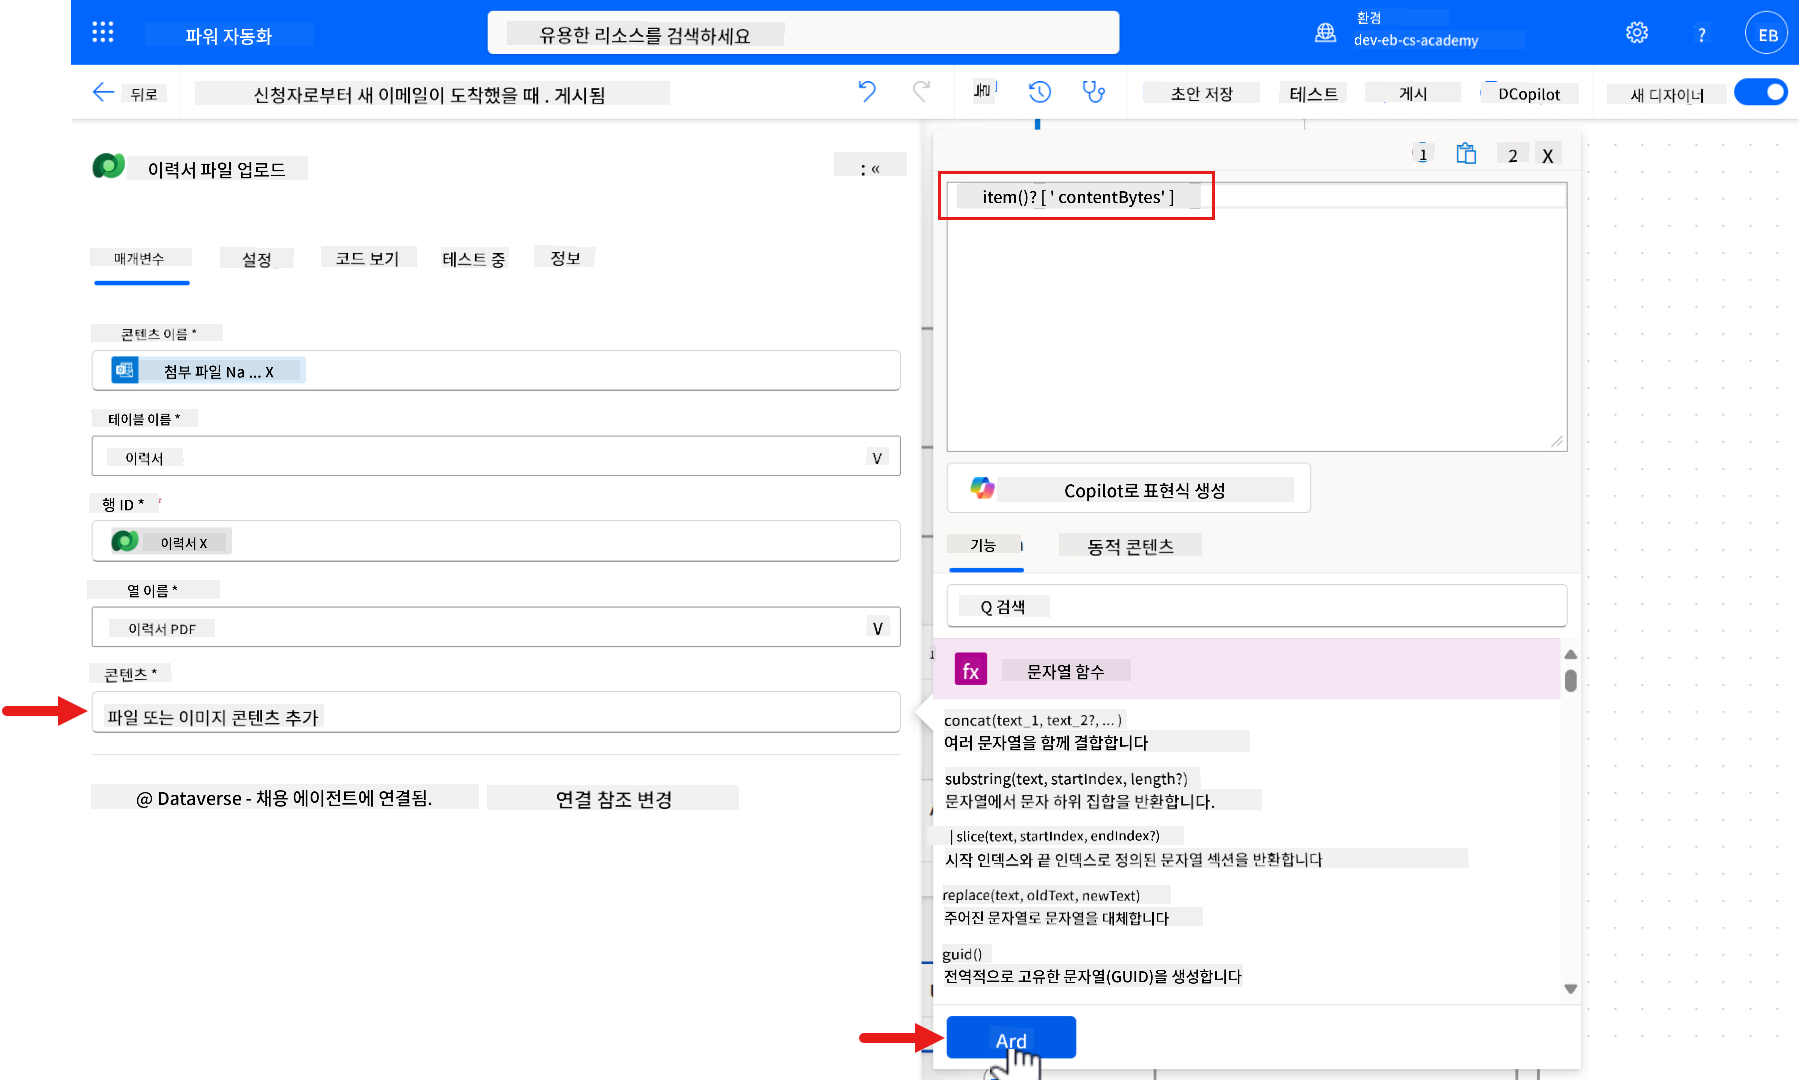 파워 자동화
유용한 리소스를 검색하세요
환경
dev-eb-cs-academy
?
EB
뒤로
신청자로부터 새 이메일이 도착했을 때 . 게시됨
초안 저장
테스트
게시
DCopilot
새 디자이너
이력서 파일 업로드
: «
매개변수
설정
코드 보기
테스트 중
정보
콘텐츠 이름 *
첨부 파일 Na ... X
테이블 이름 *
이력서
V
행 ID *
이력서 X
열 이름 *
이력서 PDF
V
콘텐츠 *
파일 또는 이미지 콘텐츠 추가
@ Dataverse - 채용 에이전트에 연결됨.
연결 참조 변경
1
2
X
item()? [ ' contentBytes' ]
Copilot로 표현식 생성
기능
동적 콘텐츠
Q 검색
fx
문자열 함수
concat(text_1, text_2?, ... )
여러 문자열을 함께 결합합니다
substring(text, startIndex, length?)
문자열에서 문자 하위 집합을 반환합니다.
| slice(text, startIndex, endIndex?)
시작 인덱스와 끝 인덱스로 정의된 문자열 섹션을 반환합니다
replace(text, oldText, newText)
주어진 문자열로 문자열을 대체합니다
guid()
전역적으로 고유한 문자열(GUID)을 생성합니다
Ard